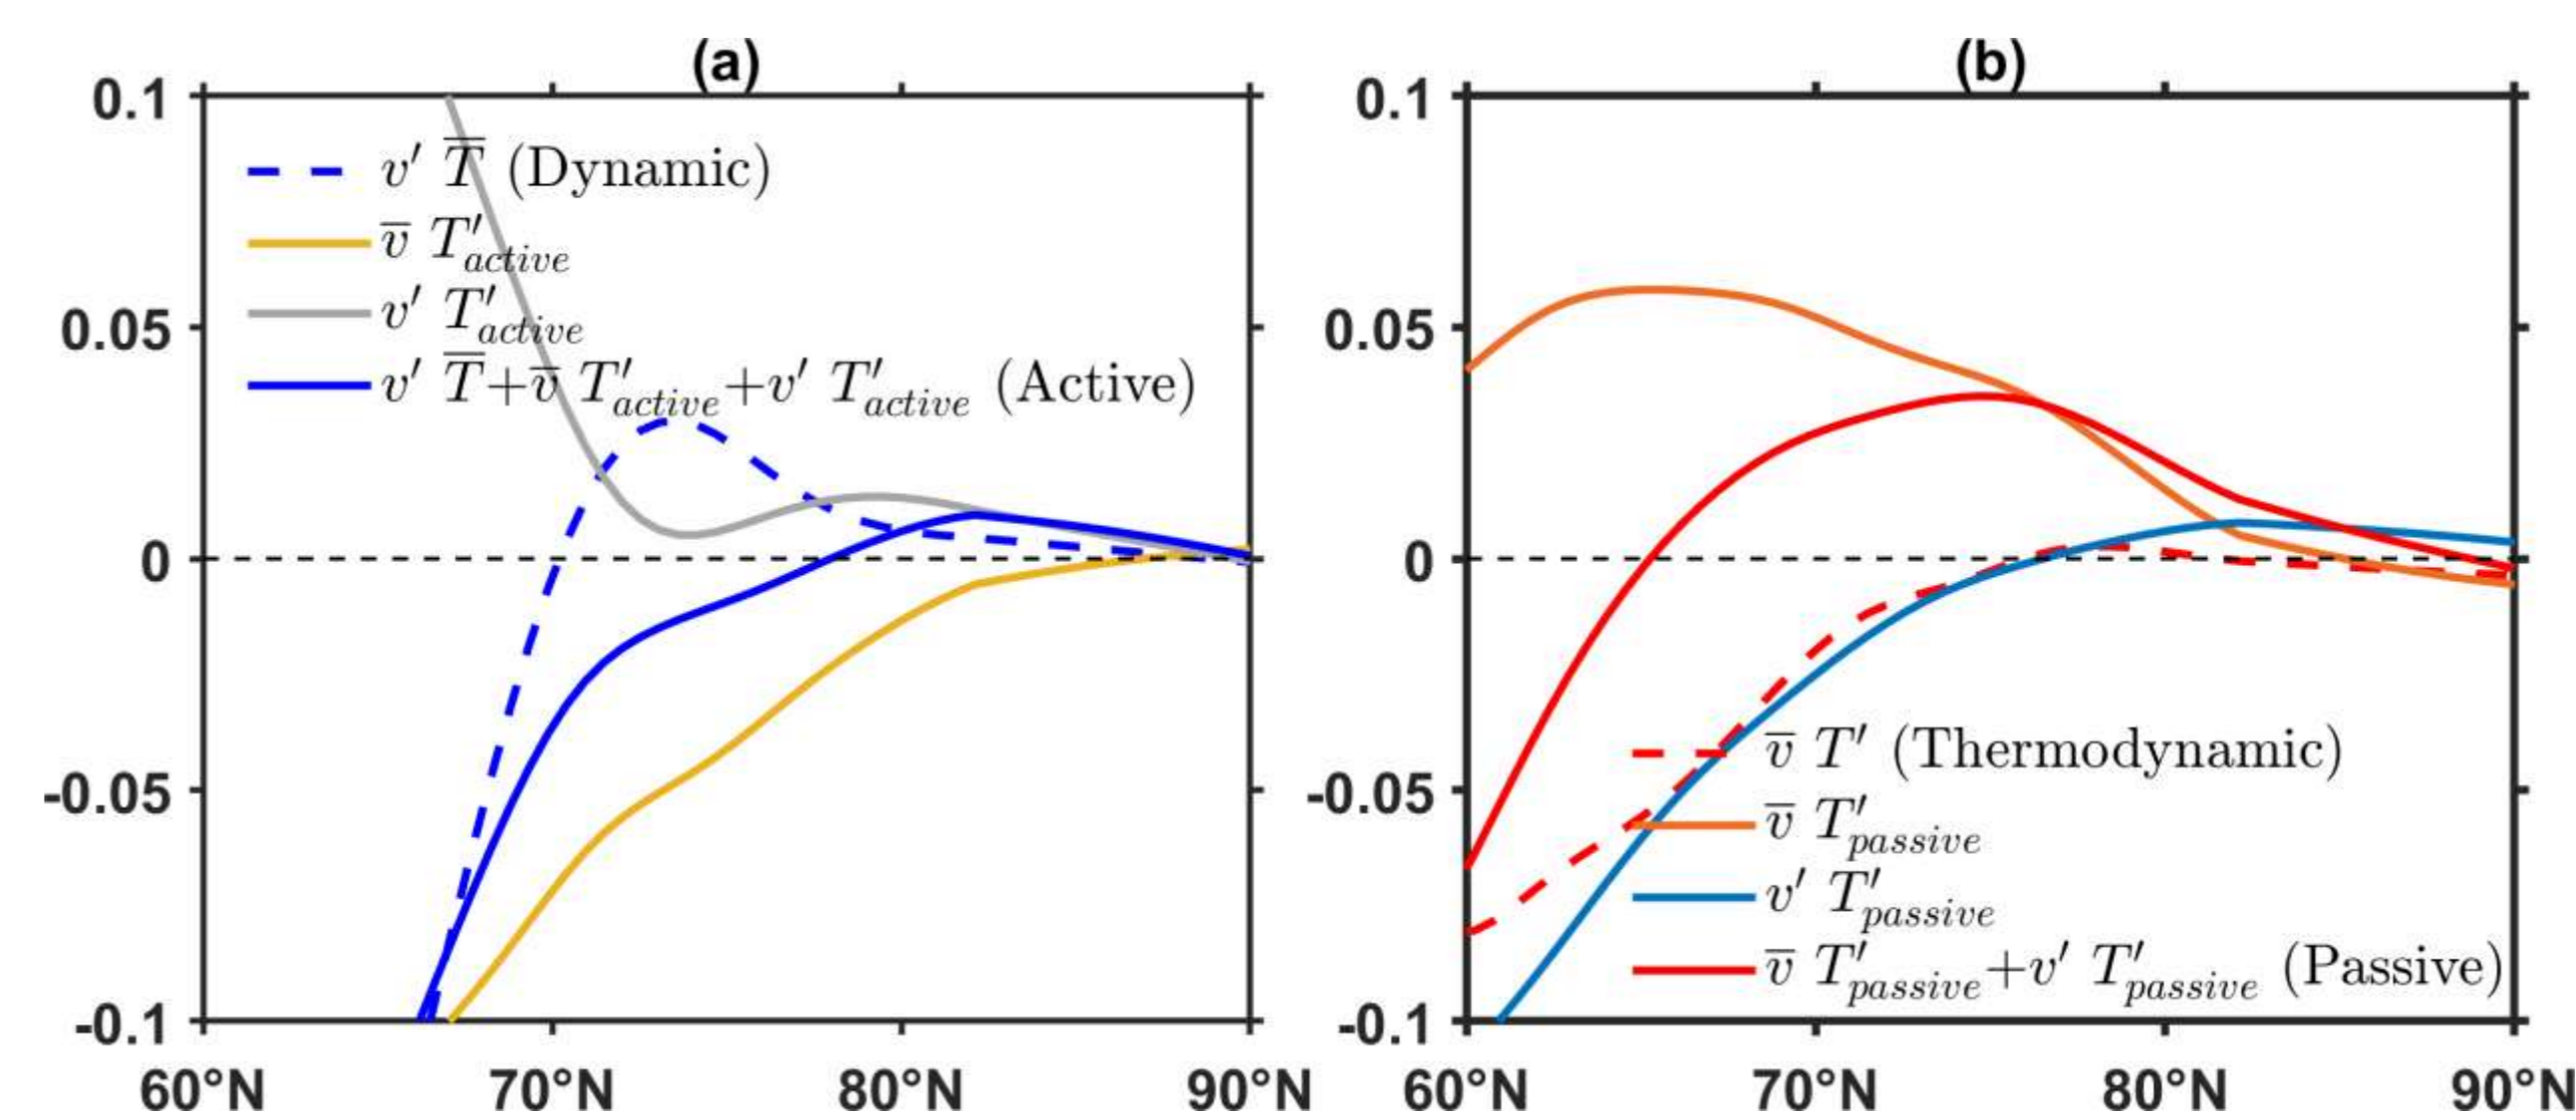 (a)
0.1
0.05
0
-0.05
-0.1
60°N 70°N 80°N 90°N
v′ T̅ (Dynamic)
v̅ T′active
v′ T′active
v′ T̅+v̅ T′active+v′ T′active (Active)
(b)
0.1
0.05
0
-0.05
-0.1
60°N 70°N 80°N 90°N
v̅ T′ (Thermodynamic)
v̅ T′passive
v′ T′passive
v̅ T′passive+v′ T′passive (Passive)